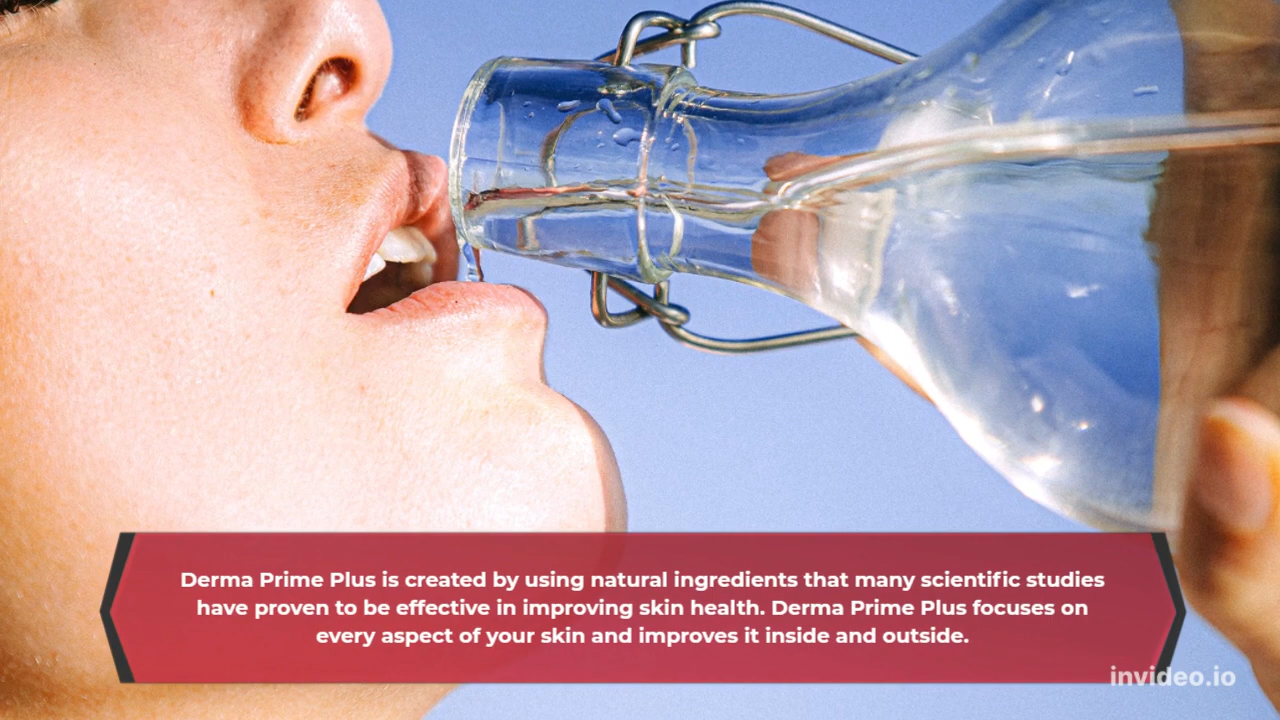 Derma Prime Plus is created by using natural ingredients that many scientific studies
have proven to be effective in improving skin health. Derma Prime Plus focuses on
every aspect of your skin and improves it inside and outside.
invideo.io